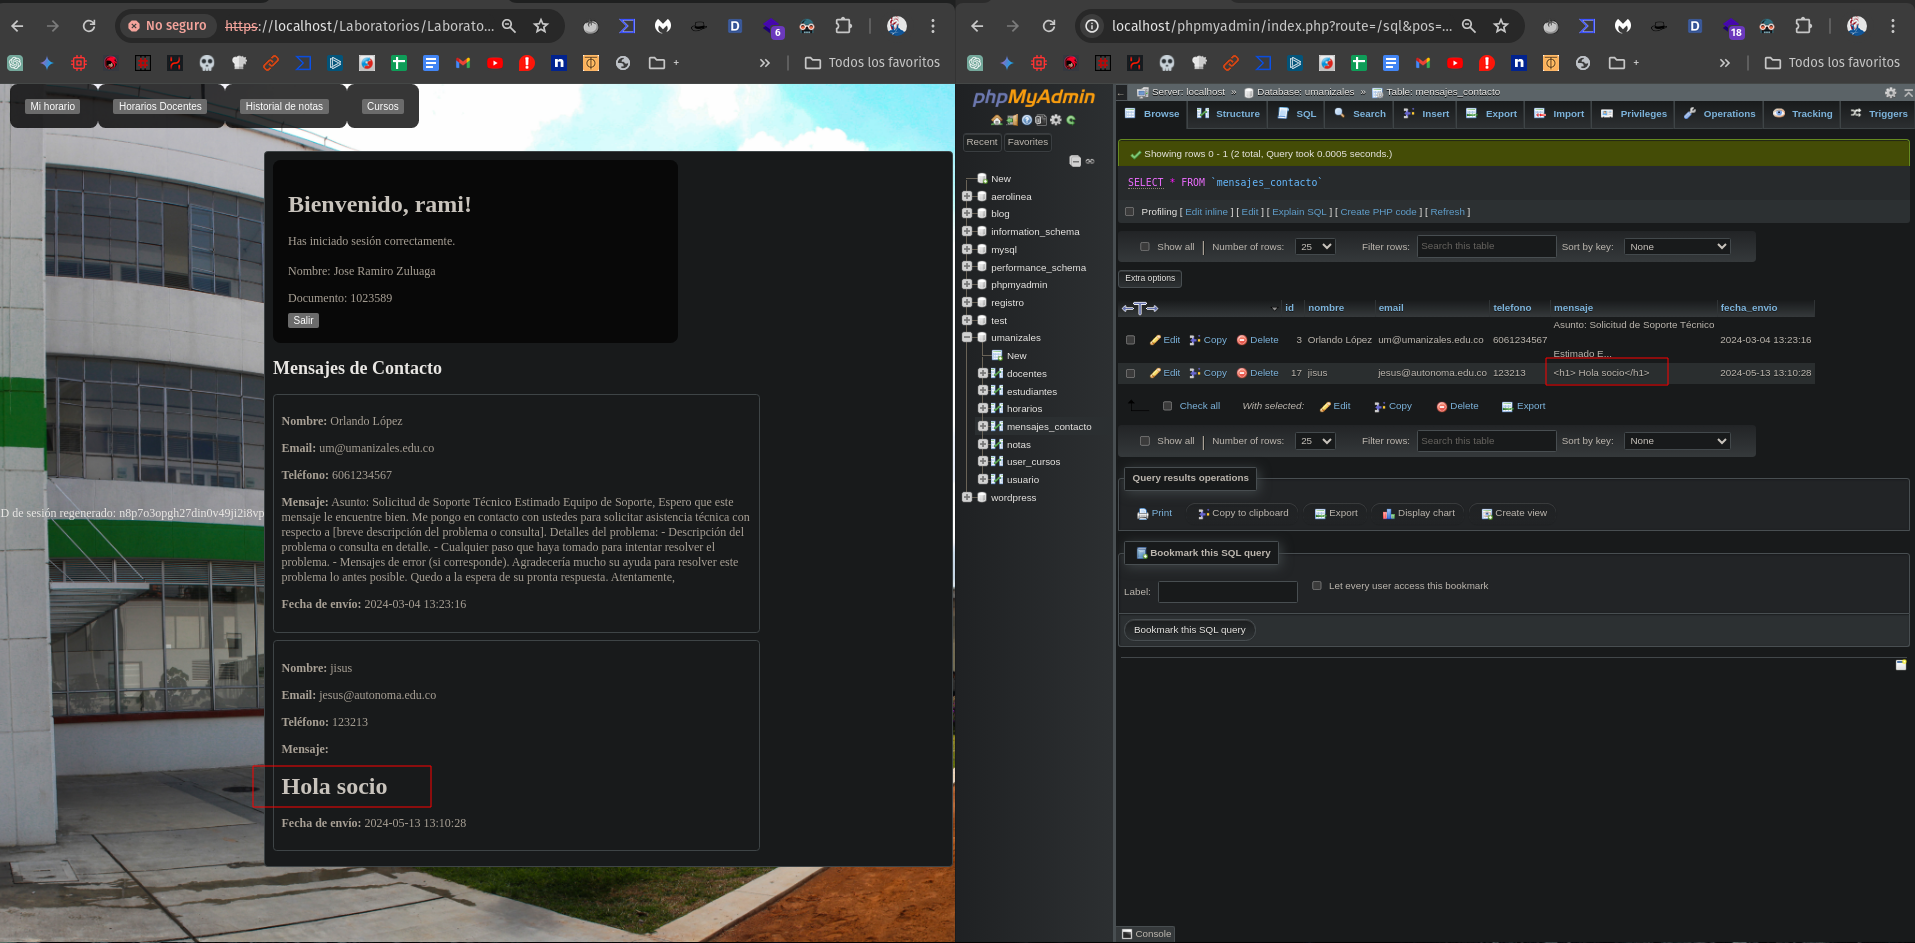 No seguro
https://localhost/Laboratorios/Laborato...
6
Todos los favoritos
Mi horario
Horarios Docentes
Historial de notas
Cursos
Bienvenido, rami!
Has iniciado sesión correctamente.
Nombre: Jose Ramiro Zuluaga
Documento: 1023589
Salir
Mensajes de Contacto
Nombre: Orlando López
Email: um@umanizales.edu.co
Teléfono: 6061234567
Mensaje: Asunto: Solicitud de Soporte Técnico Estimado Equipo de Soporte, Espero que este
mensaje le encuentre bien. Me pongo en contacto con ustedes para solicitar asistencia técnica con
respecto a [breve descripción del problema o consulta]. Detalles del problema: - Descripción del
problema o consulta en detalle. - Cualquier paso que haya tomado para intentar resolver el
problema. - Mensajes de error (si corresponde). Agradecería mucho su ayuda para resolver este
problema lo antes posible. Quedo a la espera de su pronta respuesta. Atentamente,
D de sesión regenerado: n8p7o3opgh27din0v49ji2i8vp
Fecha de envío: 2024-03-04 13:23:16
Nombre: jisus
Email: jesus@autonoma.edu.co
Teléfono: 123213
Mensaje:
Hola socio
Fecha de envío: 2024-05-13 13:10:28
localhost/phpmyadmin/index.php?route=/sql&pos=...
18
Todos los favoritos
phpMyAdmin
Recent
Favorites
New
aerolinea
blog
information_schema
mysql
performance_schema
phpmyadmin
registro
test
umanizales
New
docentes
estudiantes
horarios
mensajes_contacto
notas
user_cursos
usuario
wordpress
Server: localhost » Database: umanizales » Table: mensajes_contacto
Browse Structure SQL Search Insert Export Import Privileges Operations Tracking Triggers
Showing rows 0 - 1 (2 total, Query took 0.0005 seconds.)
SELECT * FROM `mensajes_contacto`
Profiling [ Edit inline ] [ Edit ] [ Explain SQL ] [ Create PHP code ] [ Refresh ]
Show all | Number of rows: 25 Filter rows: Search this table Sort by key: None
Extra options
id nombre email telefono mensaje fecha_envio
Asunto: Solicitud de Soporte Técnico
Edit Copy Delete 3 Orlando López um@umanizales.edu.co 6061234567 2024-03-04 13:23:16
Estimado E...
Edit Copy Delete 17 jisus jesus@autonoma.edu.co 123213 <h1> Hola socio</h1> 2024-05-13 13:10:28
Check all With selected: Edit Copy Delete Export
Show all | Number of rows: 25 Filter rows: Search this table Sort by key: None
Query results operations
Print Copy to clipboard Export Display chart Create view
Bookmark this SQL query
Label:
Let every user access this bookmark
Bookmark this SQL query
Console